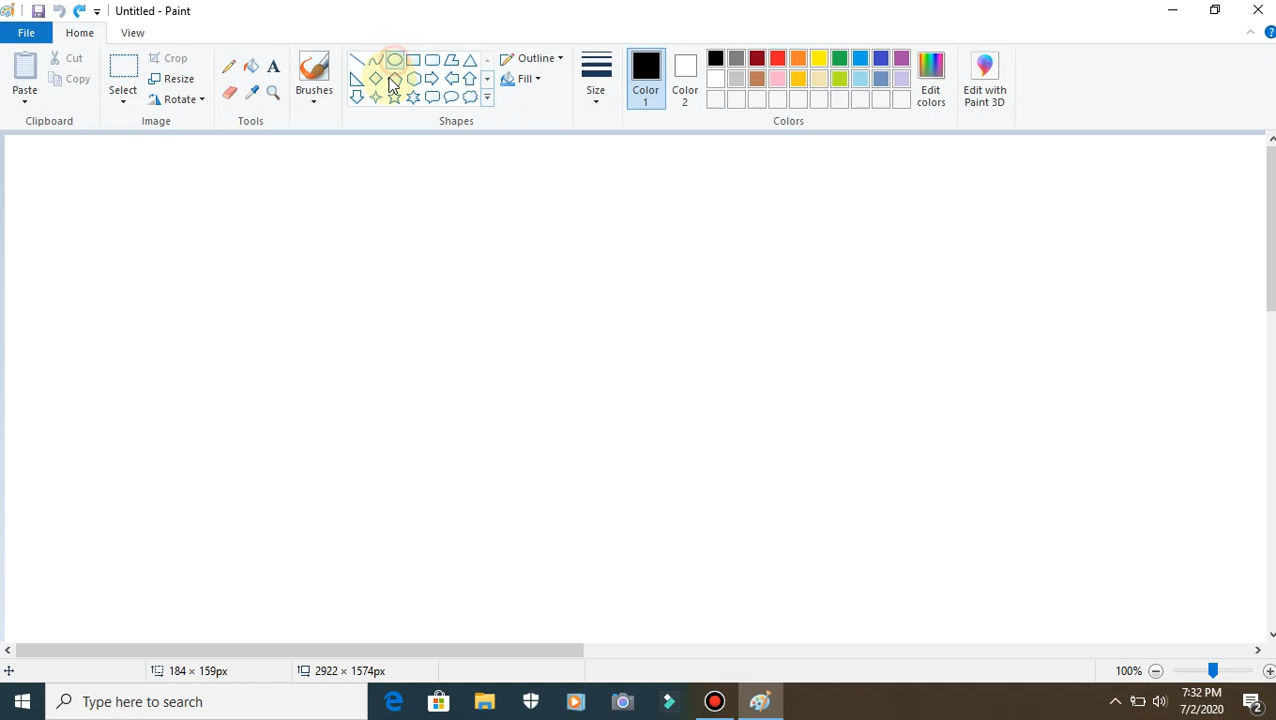 Untitled - Paint
File
Home
View
Paste
Cut
Copy
Clipboard
Select
Crop
Resize
Rotate
Image
A
Tools
Brushes
Outline
Fill
Shapes
Size
Color
1
Color
2
Edit
colors
Colors
Edit with
Paint 3D
184 × 159px
2922 × 1574px
100%
Type here to search
7:32 PM
7/2/2020
2